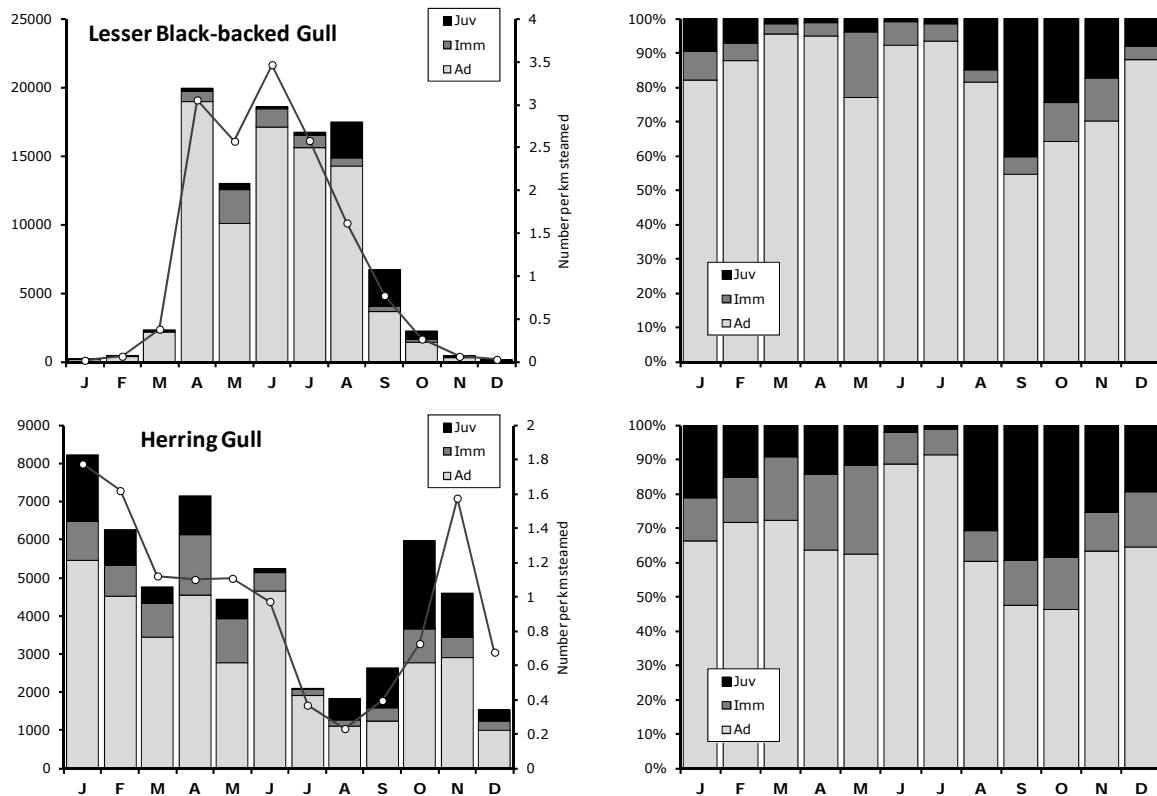 Lesser Black-backed Gull
25000
20000
15000
10000
5000
0
Juv
Imm
Ad
4
3.5
3
2.5
2
1.5
1
0.5
0
Number per km steamed
J F M A M J J A S O N D
100%
90%
80%
70%
60%
50%
40%
30%
20%
10%
0%
Juv
Imm
Ad
J F M A M J J A S O N D
Herring Gull
9000
8000
7000
6000
5000
4000
3000
2000
1000
0
Juv
Imm
Ad
2
1.8
1.6
1.4
1.2
1
0.8
0.6
0.4
0.2
0
Number per km steamed
J F M A M J J A S O N D
100%
90%
80%
70%
60%
50%
40%
30%
20%
10%
0%
Juv
Imm
Ad
J F M A M J J A S O N D